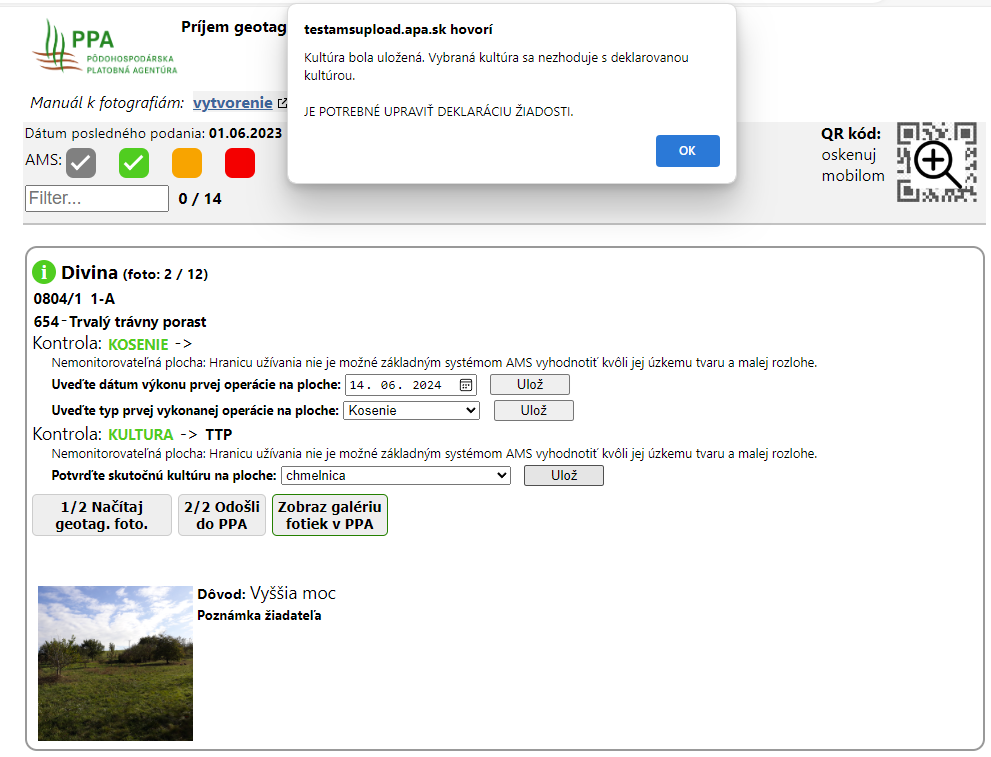 PPA
PÔDOHOSPODÁRSKA
PLATOBNÁ AGENTÚRA
Príjem geotag
testamsupload.apa.sk hovorí
Kultúra bola uložená. Vybraná kultúra sa nezhoduje s deklarovanou
kultúrou.
JE POTREBNÉ UPRAVIŤ DEKLARÁCIU ŽIADOSTI.
OK
Manuál k fotografiám: vytvorenie
Dátum posledného podania: 01.06.2023
AMS:
Filter... 0 / 14
QR kód:
oskenuj
mobilom
Divina (foto: 2 / 12)
0804/1 1-A
654 - Trvalý trávny porast
Kontrola: KOSENIE ->
Nemonitorovateľná plocha: Hranicu užívania nie je možné základným systémom AMS vyhodnotiť kvôli jej úzkemu tvaru a malej rozlohe.
Uveďte dátum výkonu prvej operácie na ploche: 14. 06. 2024 Ulož
Uveďte typ prvej vykonanej operácie na ploche: Kosenie Ulož
Kontrola: KULTURA -> TTP
Nemonitorovateľná plocha: Hranicu užívania nie je možné základným systémom AMS vyhodnotiť kvôli jej úzkemu tvaru a malej rozlohe.
Potvrďte skutočnú kultúru na ploche: chmelnica Ulož
1/2 Načítaj
geotag. foto.
2/2 Odošli
do PPA
Zobraz galériu
fotiek v PPA
Dôvod: Vyššia moc
Poznámka žiadateľa